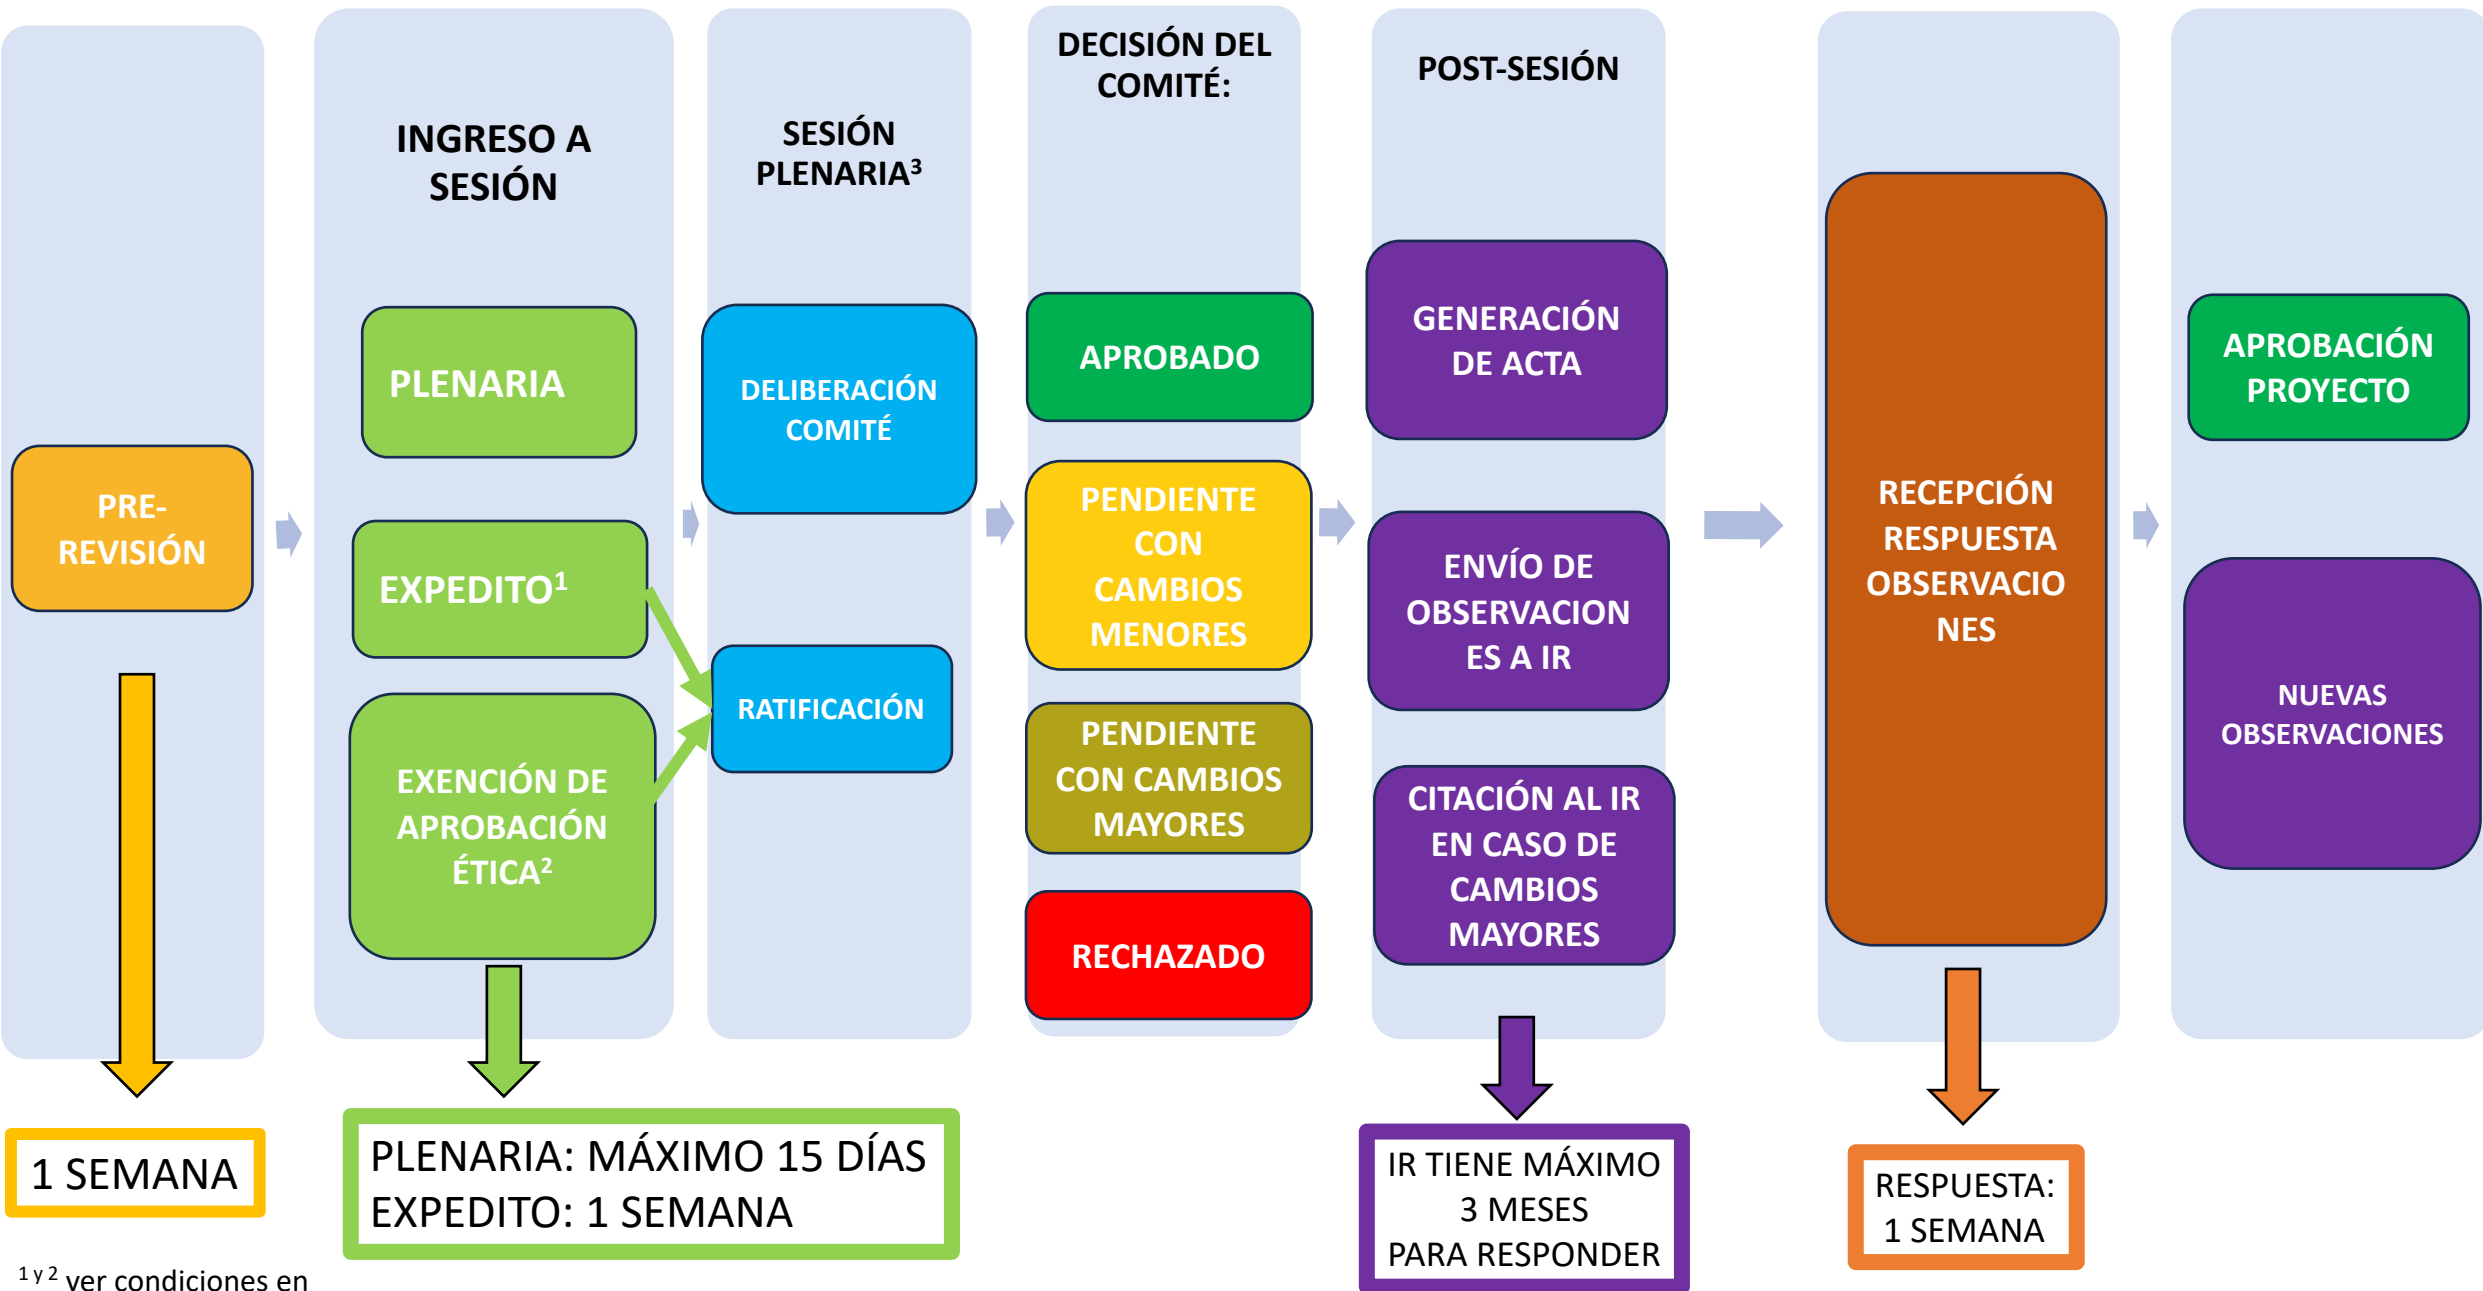 PRE-
REVISIÓN
1 SEMANA
INGRESO A
SESIÓN
PLENARIA
EXPEDITO¹
EXENCIÓN DE
APROBACIÓN
ÉTICA²
PLENARIA: MÁXIMO 15 DÍAS
EXPEDITO: 1 SEMANA
SESIÓN
PLENARIA³
DELIBERACIÓN
COMITÉ
RATIFICACIÓN
DECISIÓN DEL
COMITÉ:
APROBADO
PENDIENTE
CON
CAMBIOS
MENORES
PENDIENTE
CON CAMBIOS
MAYORES
RECHAZADO
POST-SESIÓN
GENERACIÓN
DE ACTA
ENVÍO DE
OBSERVACION
ES A IR
CITACIÓN AL IR
EN CASO DE
CAMBIOS
MAYORES
IR TIENE MÁXIMO
3 MESES
PARA RESPONDER
RECEPCIÓN
RESPUESTA
OBSERVACIO
NES
RESPUESTA:
1 SEMANA
APROBACIÓN
PROYECTO
NUEVAS
OBSERVACIONES
¹ ʸ ² ver condiciones en